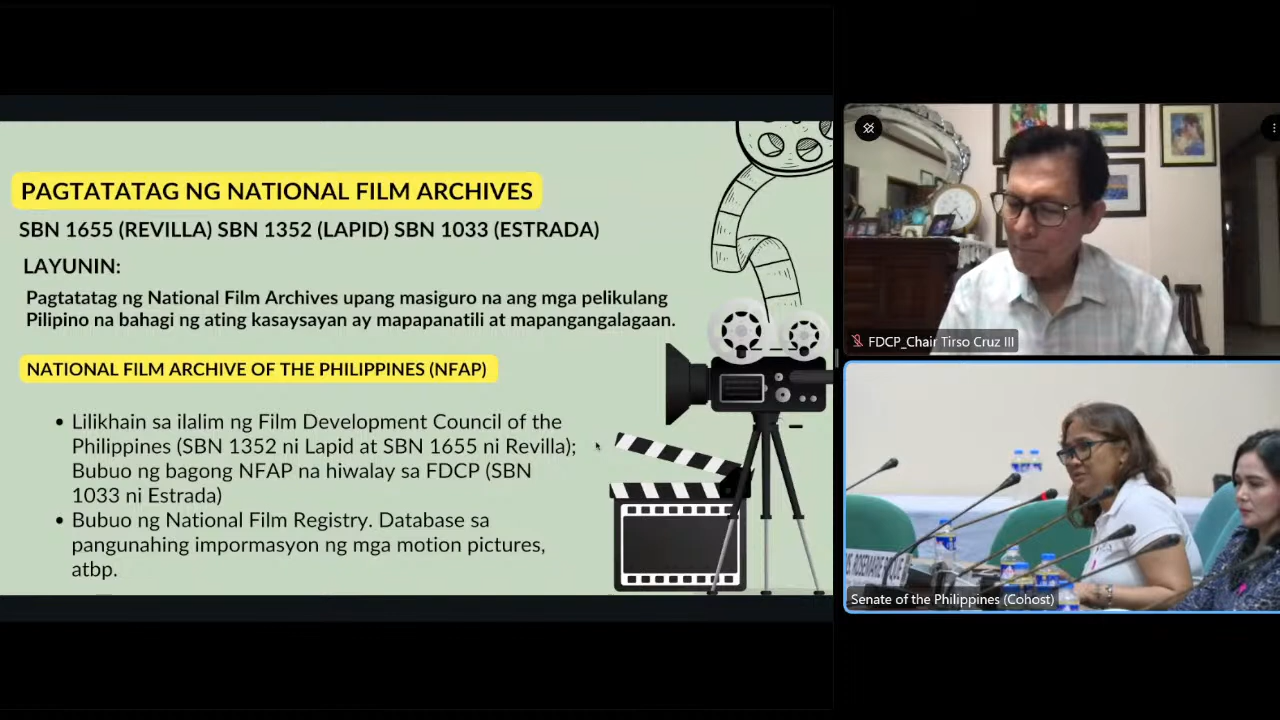 PAGTATATAG NG NATIONAL FILM ARCHIVES
SBN 1655 (REVILLA) SBN 1352 (LAPID) SBN 1033 (ESTRADA)
LAYUNIN:
Pagtatatag ng National Film Archives upang masiguro na ang mga pelikulang
Pilipino na bahagi ng ating kasaysayan ay mapapanatili at mapangangalagaan.
NATIONAL FILM ARCHIVE OF THE PHILIPPINES (NFAP)
• Lilikhain sa ilalim ng Film Development Council of the
Philippines (SBN 1352 ni Lapid at SBN 1655 ni Revilla);
Bubuo ng bagong NFAP na hiwalay sa FDCP (SBN
1033 ni Estrada)
• Bubuo ng National Film Registry. Database sa
pangunahing impormasyon ng mga motion pictures,
atbp.
FDCP_Chair Tirso Cruz III
ROSEMARIE
Senate of the Philippines (Cohost)